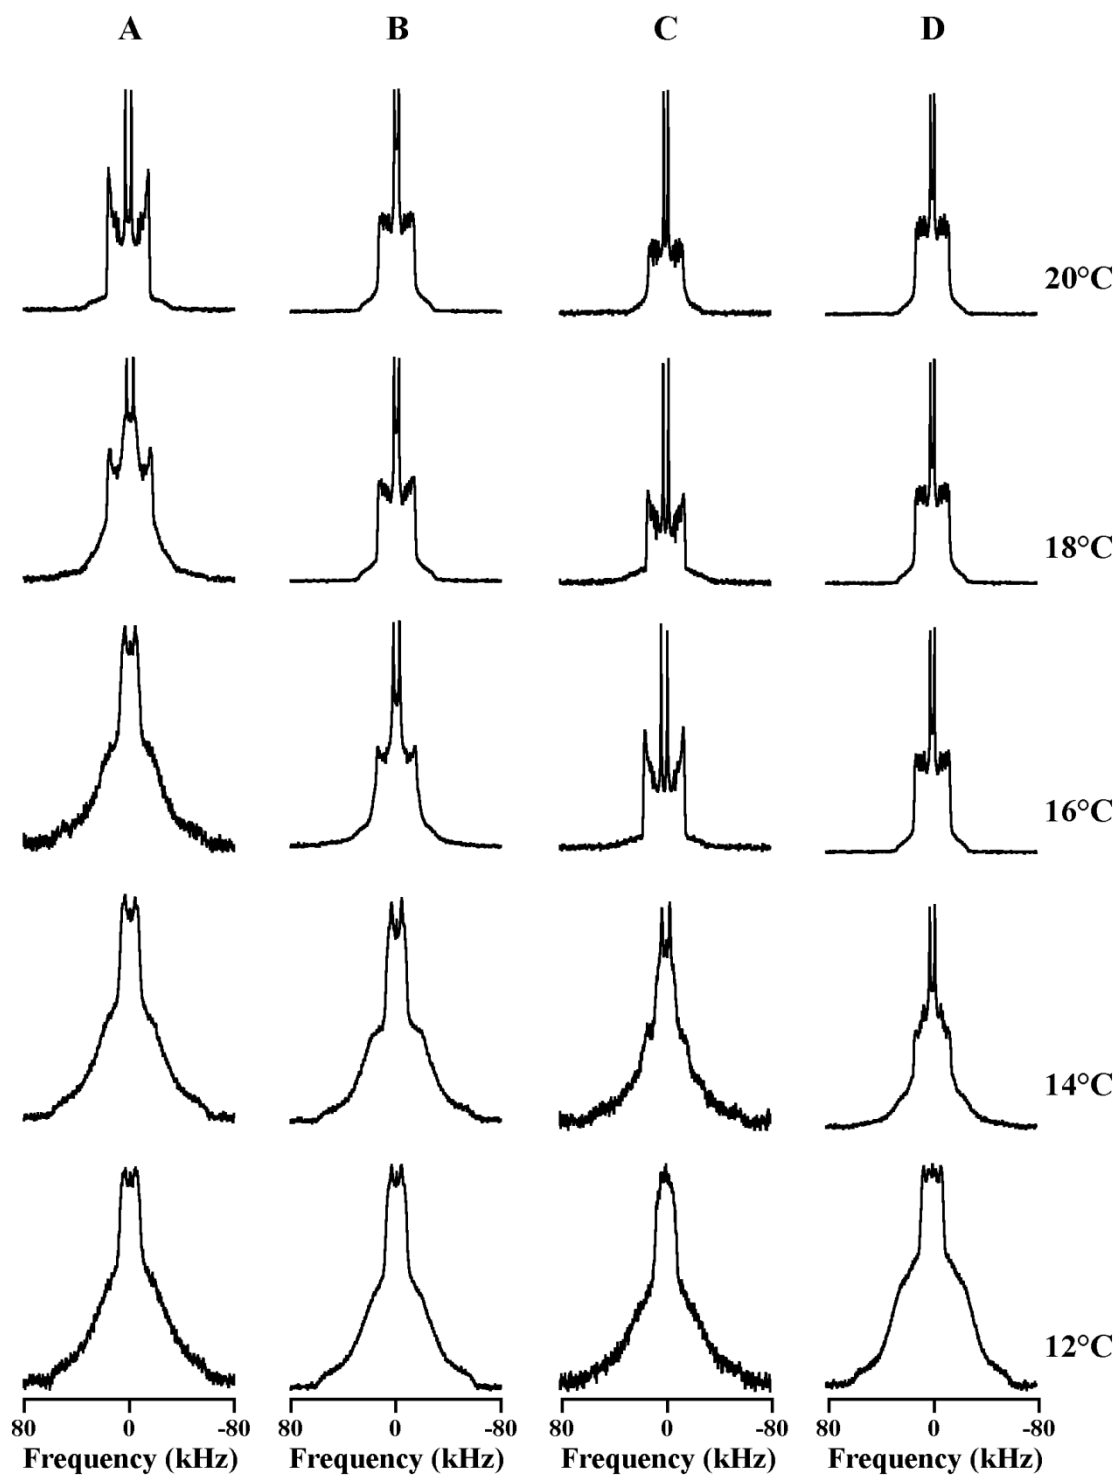 A B C D
20°C
18°C
16°C
14°C
12°C
80 0 -80 80 0 -80 80 0 -80 80 0 -80
Frequency (kHz) Frequency (kHz) Frequency (kHz) Frequency (kHz)